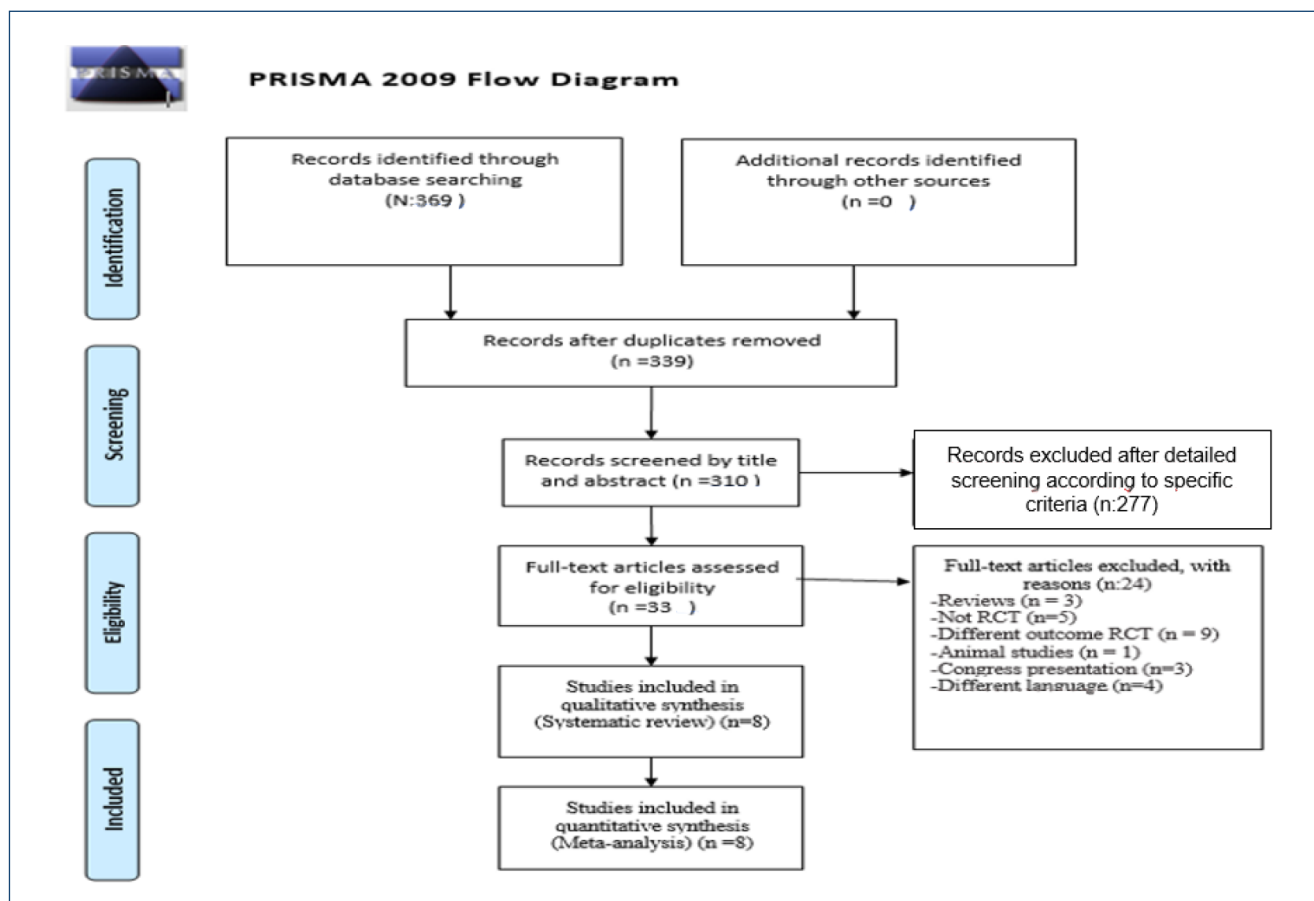 PRISMA
PRISMA 2009 Flow Diagram
Identification
Records identified through
database searching
(N:369 )
Additional records identified
through other sources
(n =0 )
Records after duplicates removed
(n =339)
Screening
Records screened by title
and abstract (n =310 )
Records excluded after detailed
screening according to specific
criteria (n:277)
Eligibility
Full-text articles assessed
for eligibility
(n =33 )
Full-text articles excluded, with
reasons (n:24)
-Reviews (n = 3)
-Not RCT (n=5)
-Different outcome RCT (n = 9)
-Animal studies (n = 1)
-Congress presentation (n=3)
-Different language (n=4)
Studies included in
qualitative synthesis
(Systematic review) (n=8)
Included
Studies included in
quantitative synthesis
(Meta-analysis) (n =8)